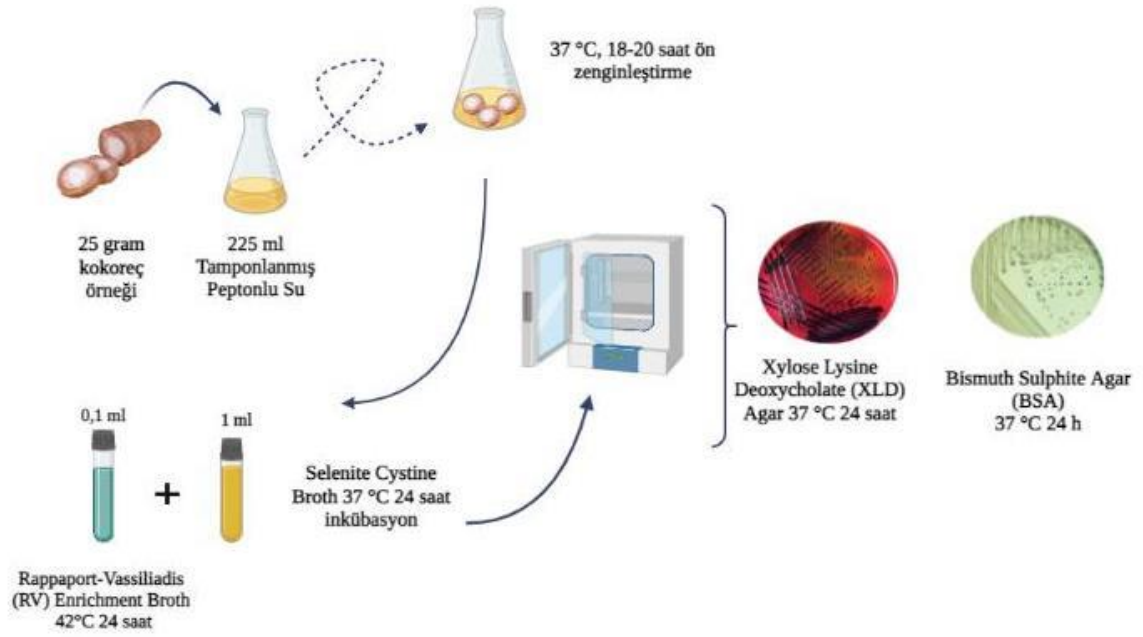 37 °C, 18-20 saat ön
zenginleştirme
25 gram
kokoreç
örneği
225 ml
Tamponlanmış
Peptonlu Su
Xylose Lysine
Deoxycholate (XLD)
Agar 37 °C 24 saat
Bismuth Sulphite Agar
(BSA)
37 °C 24 h
0,1 ml
1 ml
Selenite Cystine
Broth 37 °C 24 saat
inkübasyon
Rappaport-Vassiliadis
(RV) Enrichment Broth
42°C 24 saat